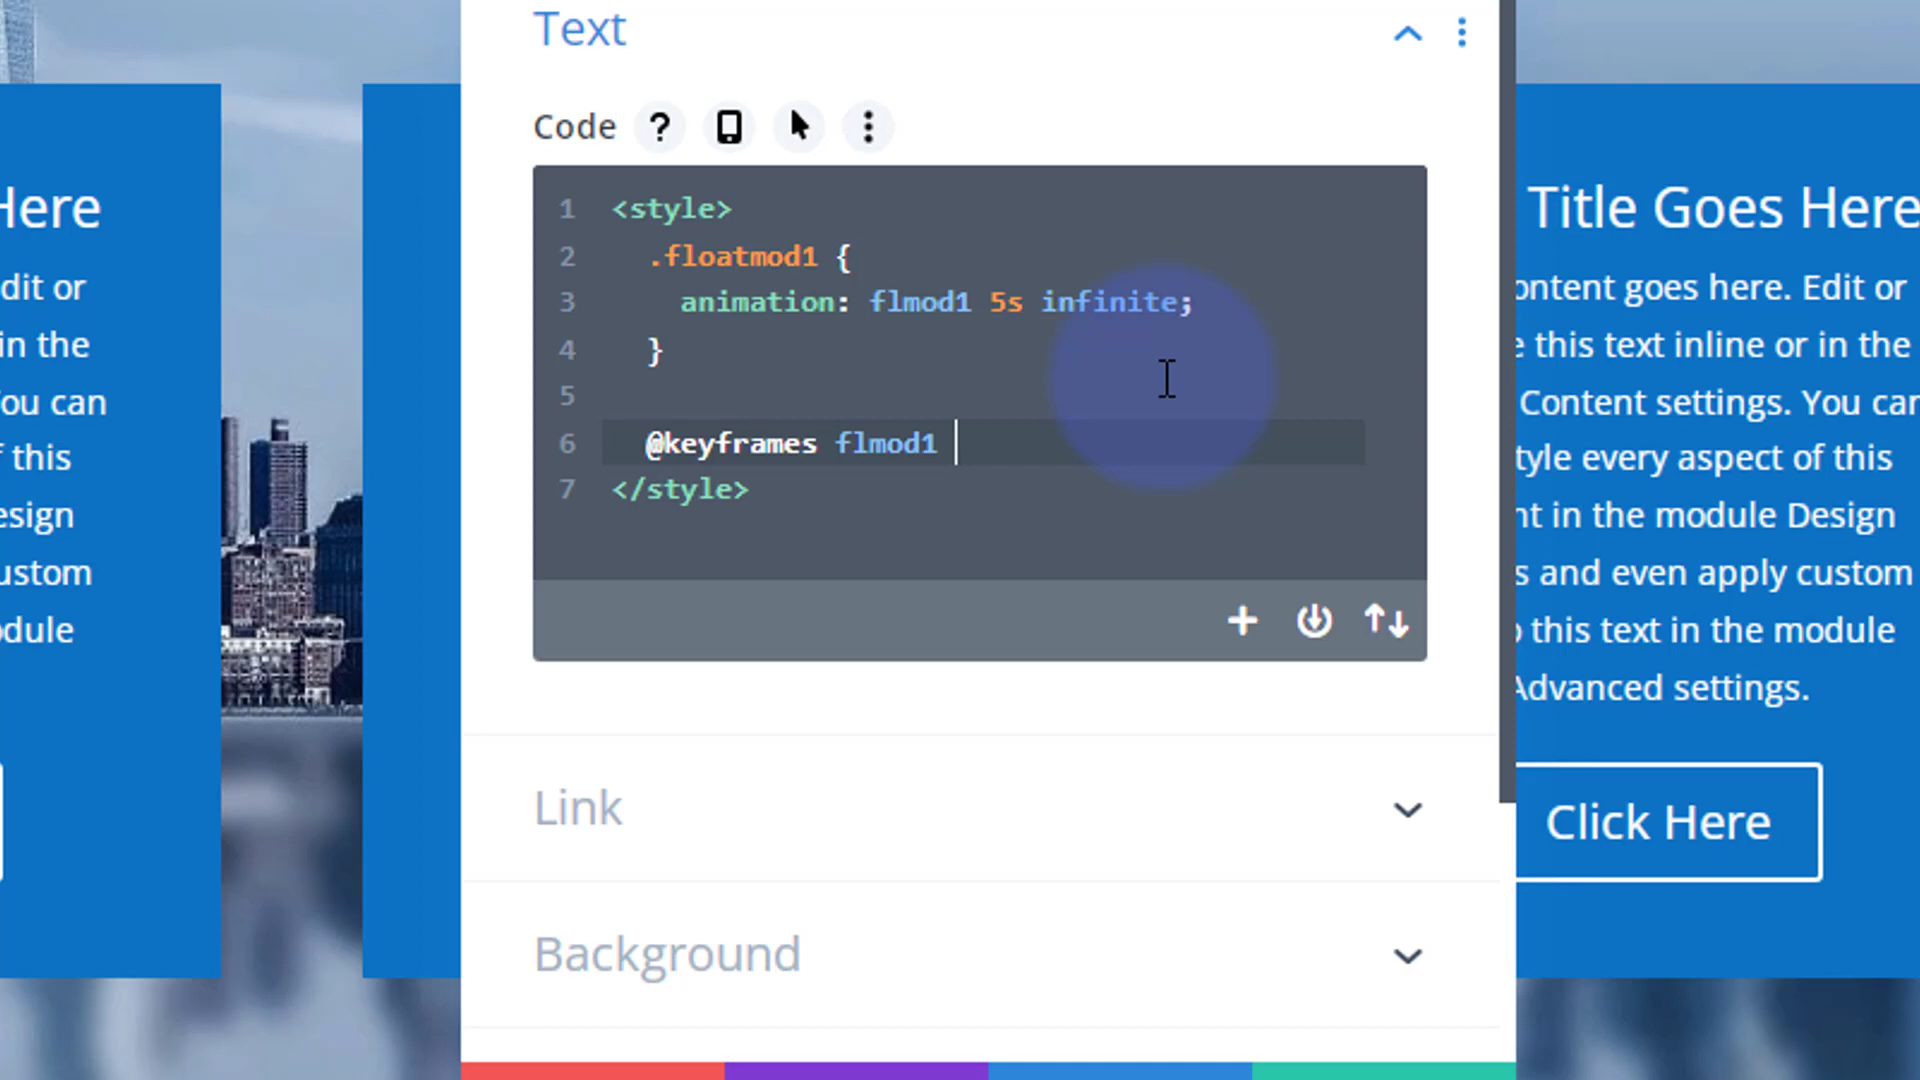 Text
Code ?
1 <style>
2 .floatmod1 {
3 animation: flmod1 5s infinite;
4 }
5
6 @keyframes flmod1
7 </style>
Link
Background
Here
dit or
in the
ou can
this
esign
ustom
dule
Title Goes Here
ontent goes here. Edit or
e this text inline or in the
Content settings. You can
tyle every aspect of this
nt in the module Design
s and even apply custom
o this text in the module
Advanced settings.
Click Here